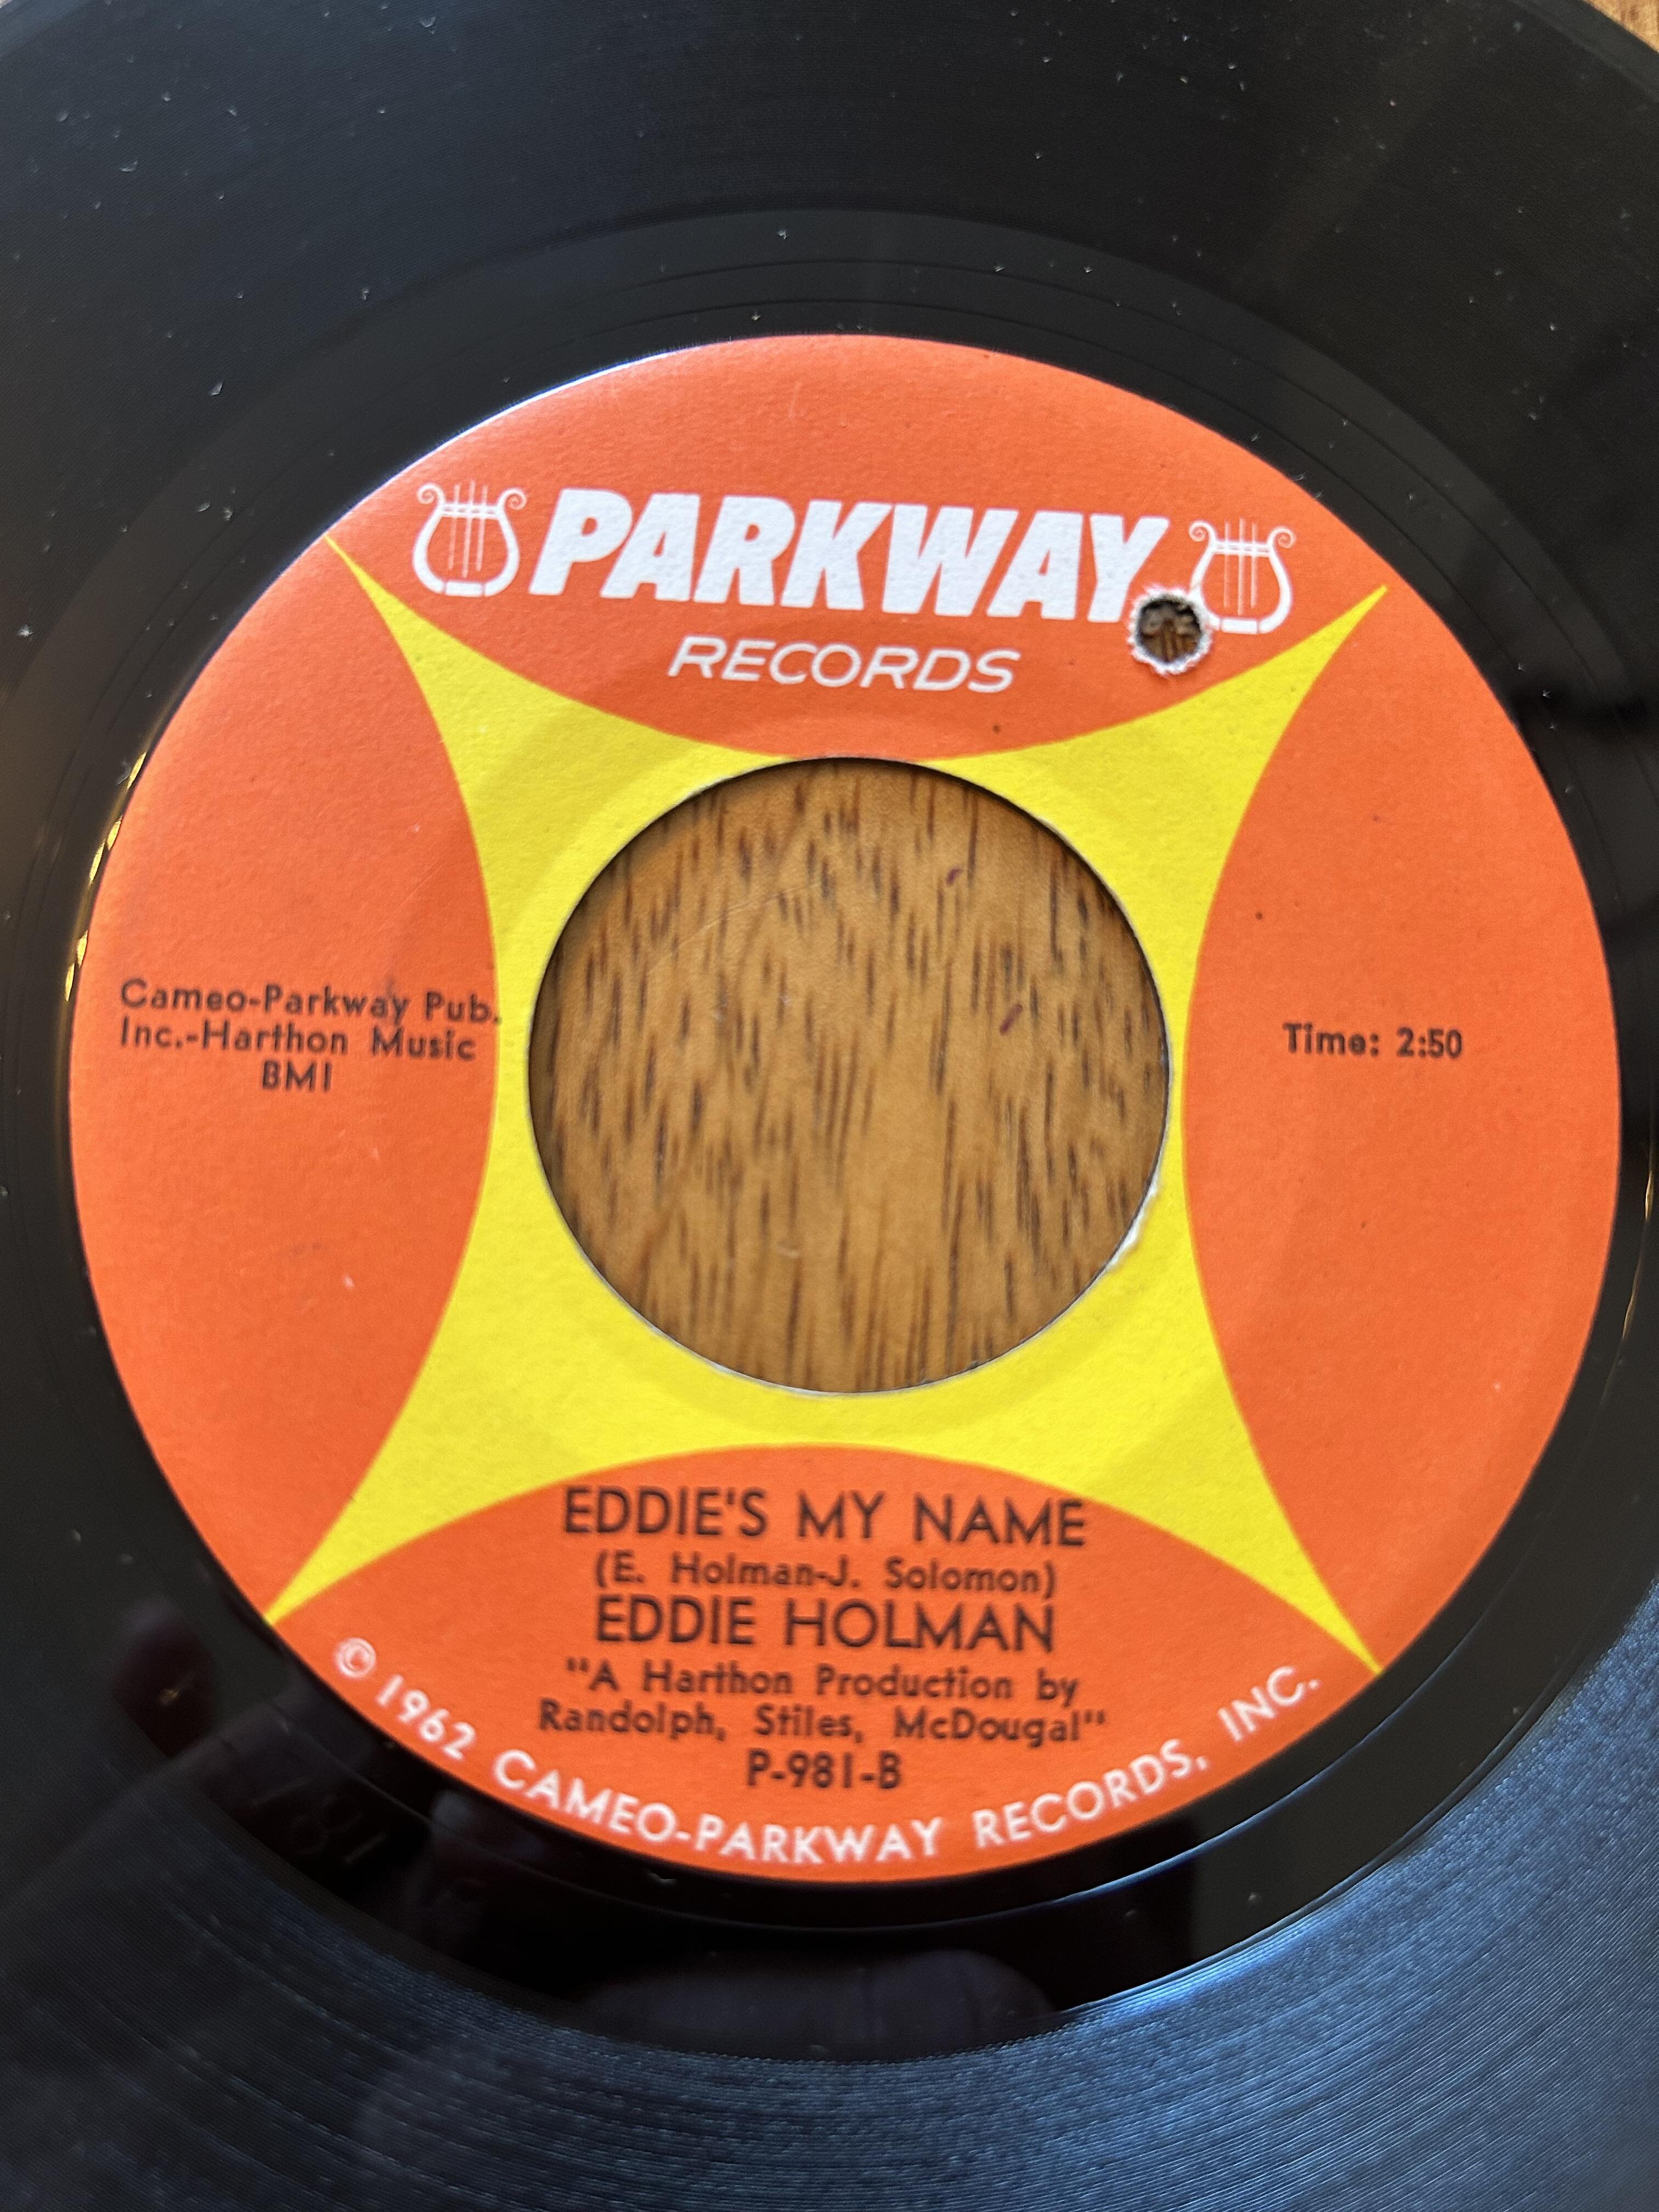 PARKWAY
RECORDS
Cameo-Parkway Pub.
Inc.-Harthon Music
BMI
Time: 2:50
EDDIE'S MY NAME
(E. Holman-J. Solomon)
EDDIE HOLMAN
"A Harthon Production by
Randolph, Stiles, McDougal"
P-981-B
© 1962 CAMEO-PARKWAY RECORDS, INC.